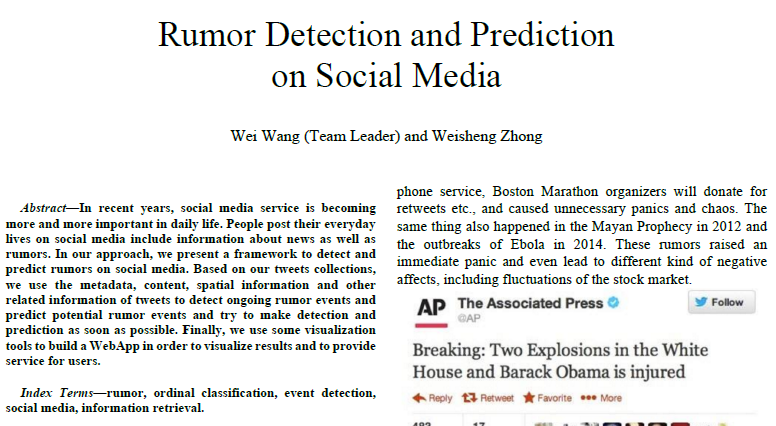 Rumor Detection and Prediction
on Social Media
Wei Wang (Team Leader) and Weisheng Zhong
Abstract—In recent years, social media service is becoming
more and more important in daily life. People post their everyday
lives on social media include information about news as well as
rumors. In our approach, we present a framework to detect and
predict rumors on social media. Based on our tweets collections,
we use the metadata, content, spatial information and other
related information of tweets to detect ongoing rumor events and
predict potential rumor events and try to make detection and
prediction as soon as possible. Finally, we use some visualization
tools to build a WebApp in order to visualize results and to provide
service for users.
Index Terms—rumor, ordinal classification, event detection,
social media, information retrieval.
phone service, Boston Marathon organizers will donate for
retweets etc., and caused unnecessary panics and chaos. The
same thing also happened in the Mayan Prophecy in 2012 and
the outbreaks of Ebola in 2014. These rumors raised an
immediate panic and even lead to different kind of negative
affects, including fluctuations of the stock market.
AP The Associated Press Follow
@AP
Breaking: Two Explosions in the White
House and Barack Obama is injured
Reply Retweet Favorite More